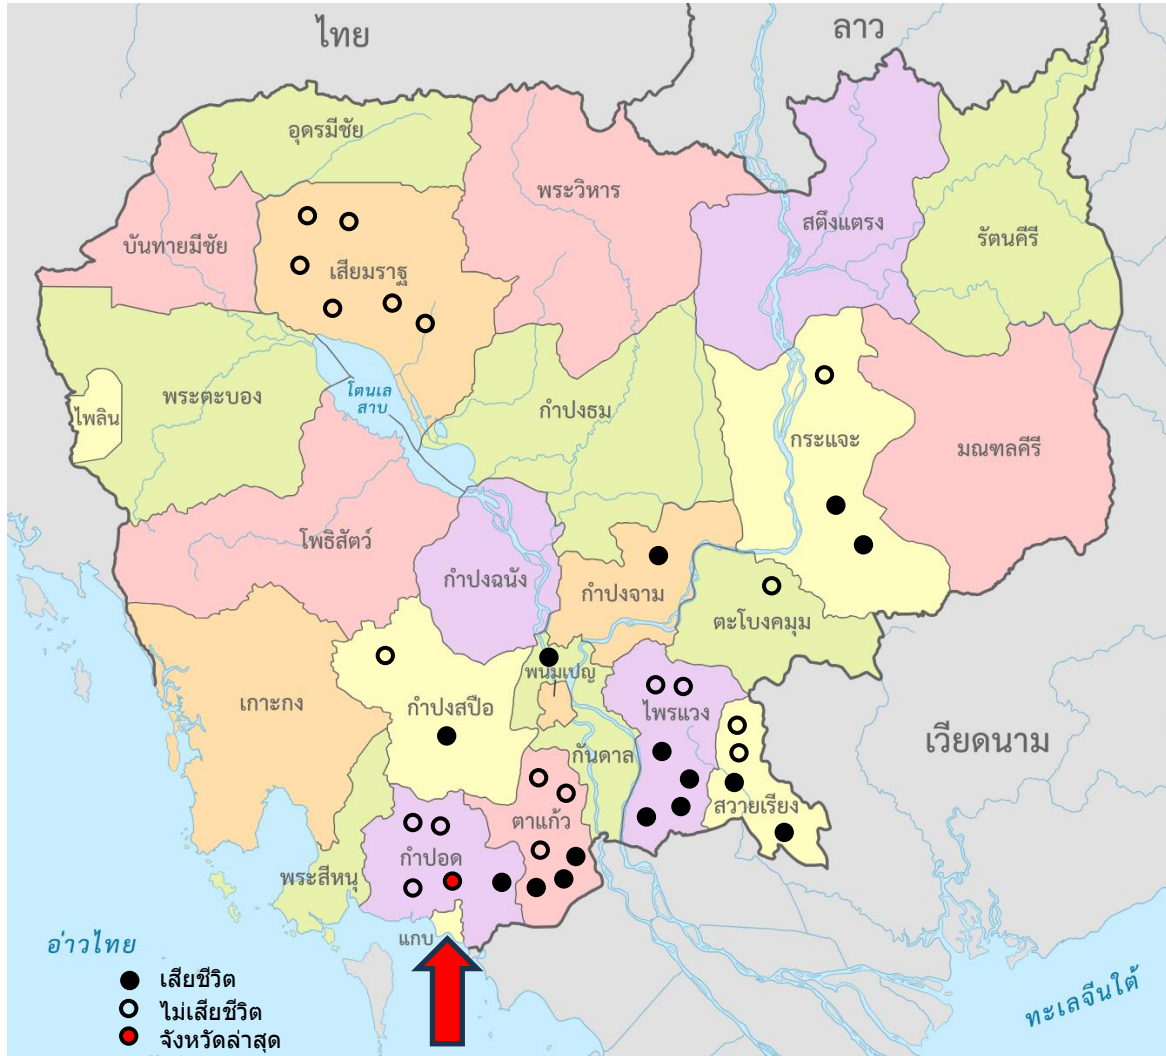 ไทย
ลาว
อุดรมีชัย
พระวิหาร
สตึงแตรง
รัตนคีรี
บันทายมีชัย
เสียมราฐ
พระตะบอง
ไพลิน
โตนเล
สาบ
กำปงธม
กระแจะ
มณฑลคีรี
โพธิสัตว์
กำปงฉนัง
กำปงจาม
ตะโบงคมุม
พนมเปญ
เกาะกง
กำปงสปือ
ไพรแวง
กันดาล
เวียดนาม
สวายเรียง
ตาแก้ว
กำปอด
พระสีหนุ
แกบ
อ่าวไทย
ทะเลจีนใต้
เสียชีวิต
ไม่เสียชีวิต
จังหวัดล่าสุด